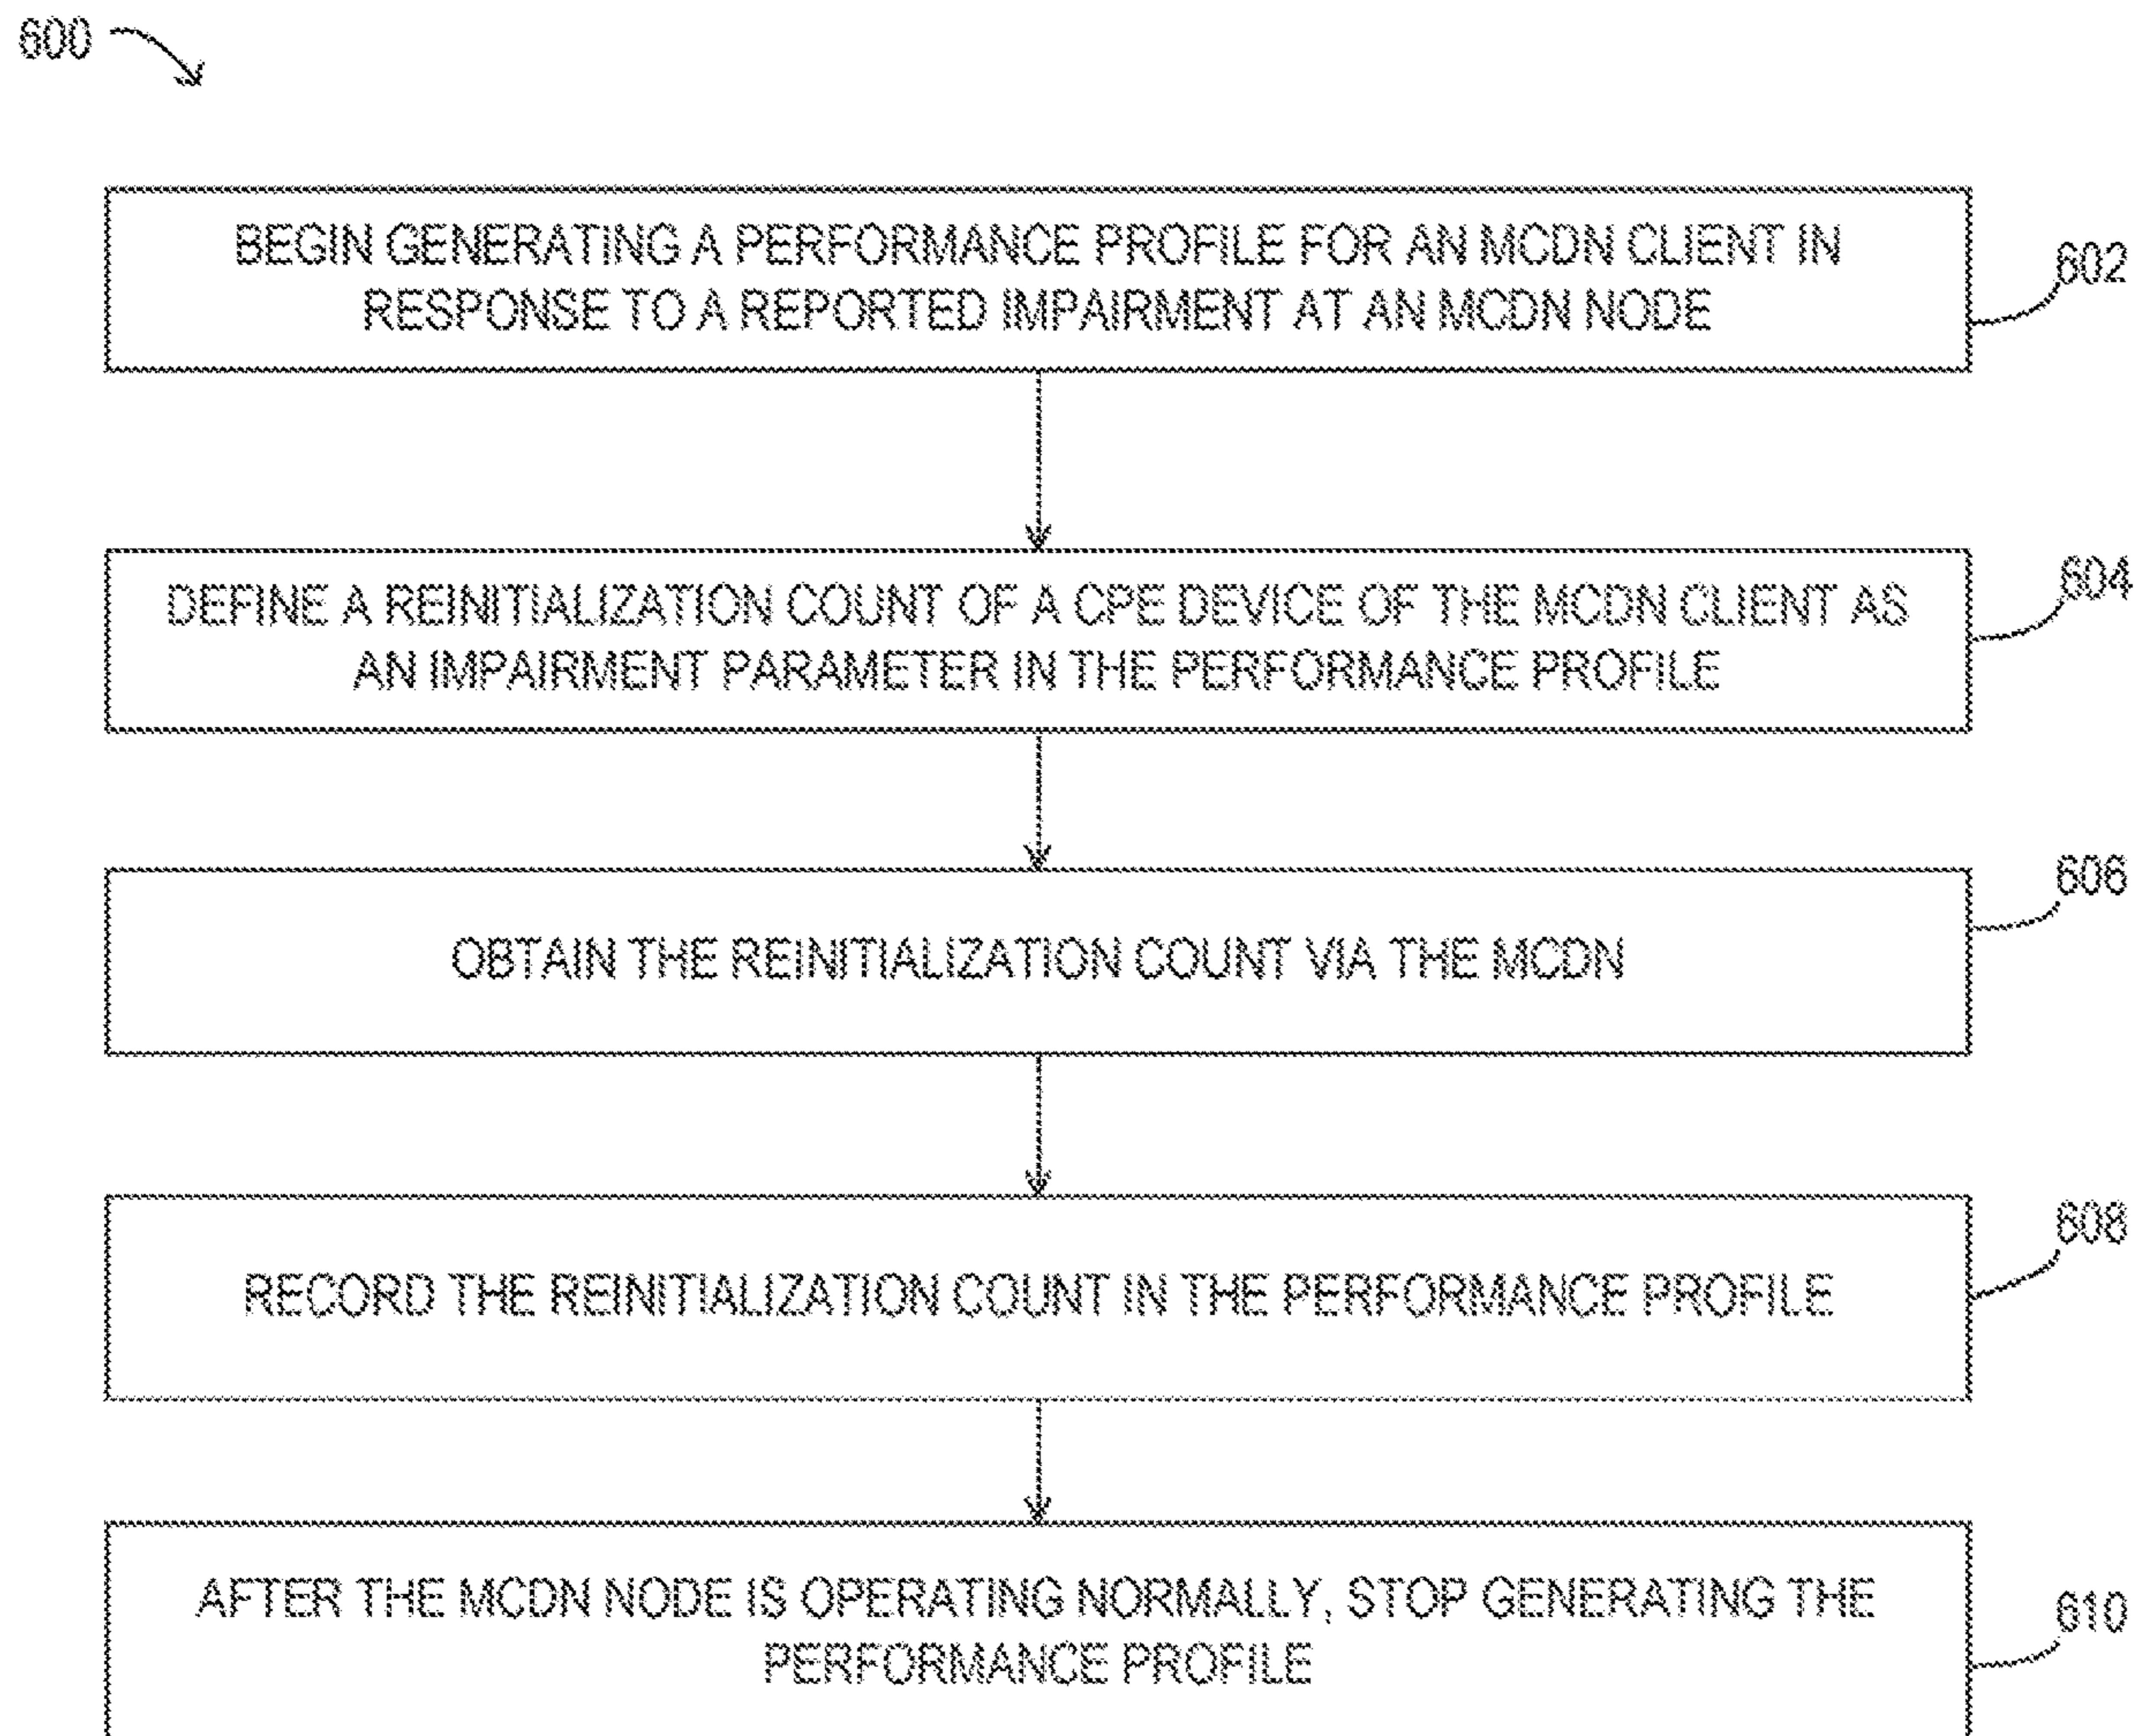 600
BEGIN GENERATING A PERFORMANCE PROFILE FOR AN MCDN CLIENT IN
RESPONSE TO A REPORTED IMPAIRMENT AT AN MCDN NODE
602
DEFINE A REINITIALIZATION COUNT OF A CPE DEVICE OF THE MCDN CLIENT AS
AN IMPAIRMENT PARAMETER IN THE PERFORMANCE PROFILE
604
OBTAIN THE REINITIALIZATION COUNT VIA THE MCDN
606
RECORD THE REINITIALIZATION COUNT IN THE PERFORMANCE PROFILE
608
AFTER THE MCDN NODE IS OPERATING NORMALLY, STOP GENERATING THE
PERFORMANCE PROFILE
610